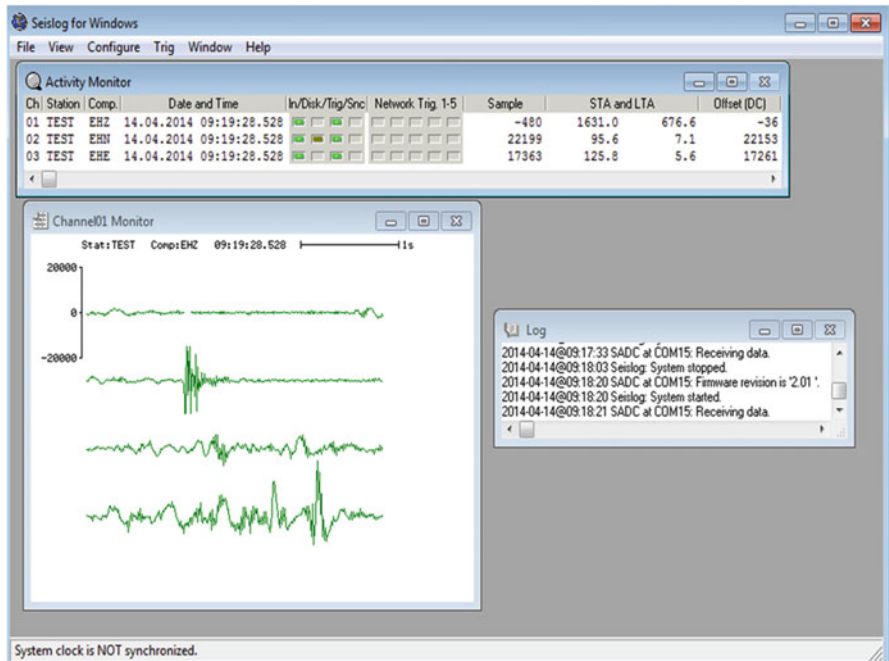 Seislog for Windows
File View Configure Trig Window Help
Activity Monitor
Ch Station Comp. Date and Time In/Disk/Trig/Snc Network Trig. 1-5 Sample STA and LTA Offset (DC)
01 TEST EHZ 14.04.2014 09:19:28.528 -480 1631.0 676.6 -36
02 TEST EHN 14.04.2014 09:19:28.528 22199 95.6 7.1 22153
03 TEST EHE 14.04.2014 09:19:28.528 17363 125.8 5.6 17261
Channel01 Monitor
Stat:TEST Comp:EHZ 09:19:28.528 1s
20000
0
-20000
Log
2014-04-14@09:17:33 SADC at COM15: Receiving data.
2014-04-14@09:18:03 Seislog: System stopped.
2014-04-14@09:18:20 SADC at COM15: Firmware revision is '2.01 '.
2014-04-14@09:18:20 Seislog: System started.
2014-04-14@09:18:21 SADC at COM15: Receiving data.
System clock is NOT synchronized.